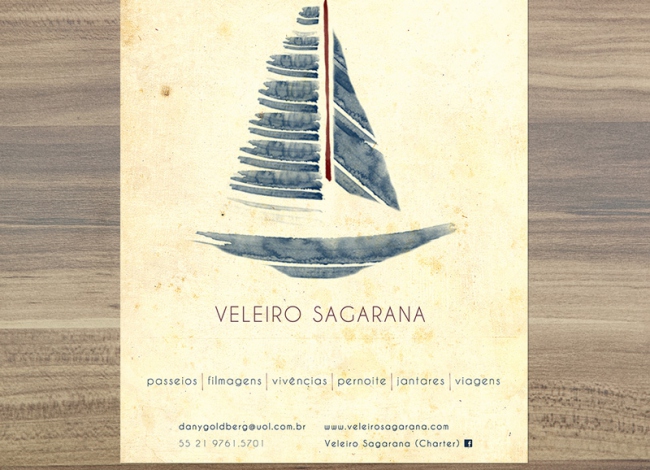 VELEIRO SAGARANA
passeios | filmagens | vivências | pernoite | jantares | viagens
danygoldberg@uol.com.br www.veleirosagarana.com
55 21 9761.5701 Veleiro Sagarana (Charter) f